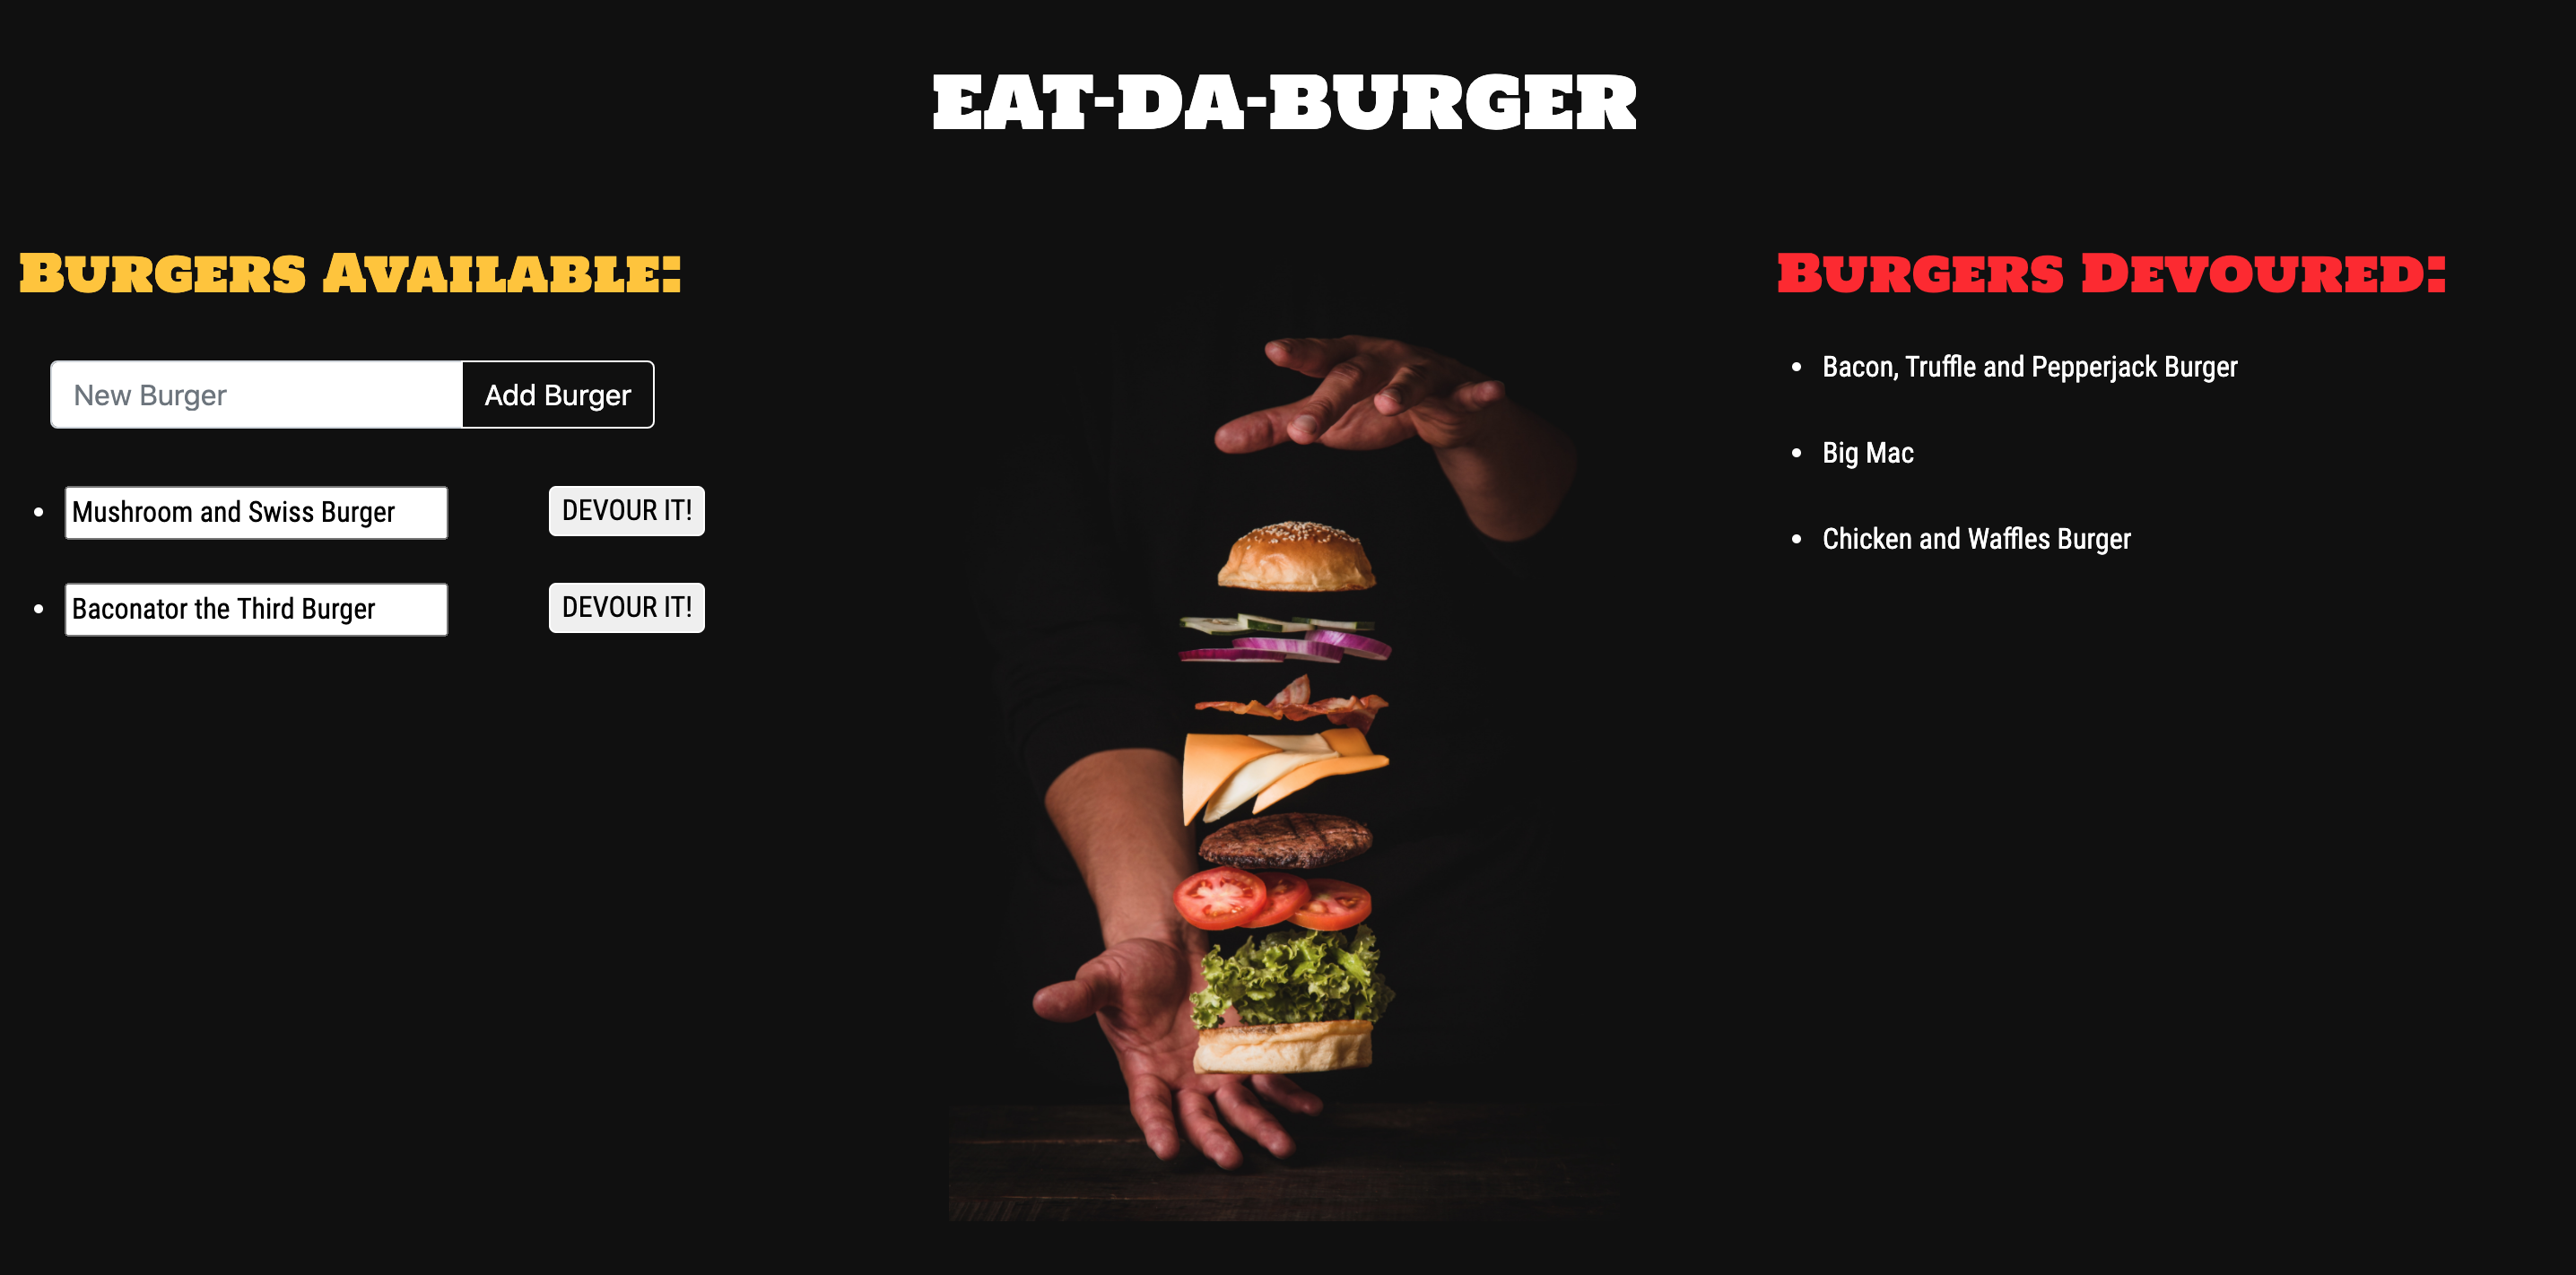 EAT-DA-BURGER
Burgers Available:
New Burger
Add Burger
Mushroom and Swiss Burger
DEVOUR IT!
Baconator the Third Burger
DEVOUR IT!
Burgers Devoured:
Bacon, Truffle and Pepperjack Burger
Big Mac
Chicken and Waffles Burger